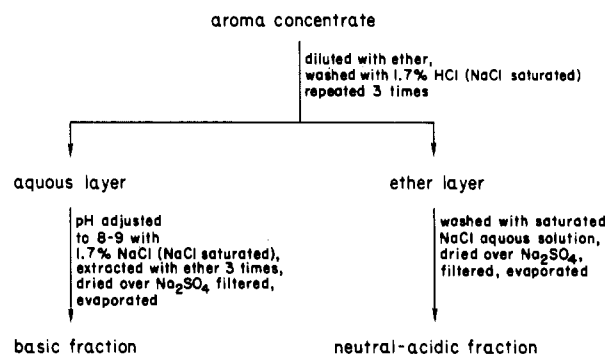 aroma concentrate
diluted with ether,
washed with 1.7% HCl (NaCl saturated)
repeated 3 times
aquous layer
ether layer
pH adjusted
to 8-9 with
1.7% NaCl (NaCl saturated),
extracted with ether 3 times,
dried over Na₂SO₄ filtered,
evaporated
washed with saturated
NaCl aqueous solution,
dried over Na₂SO₄,
filtered, evaporated
basic fraction
neutral-acidic fraction